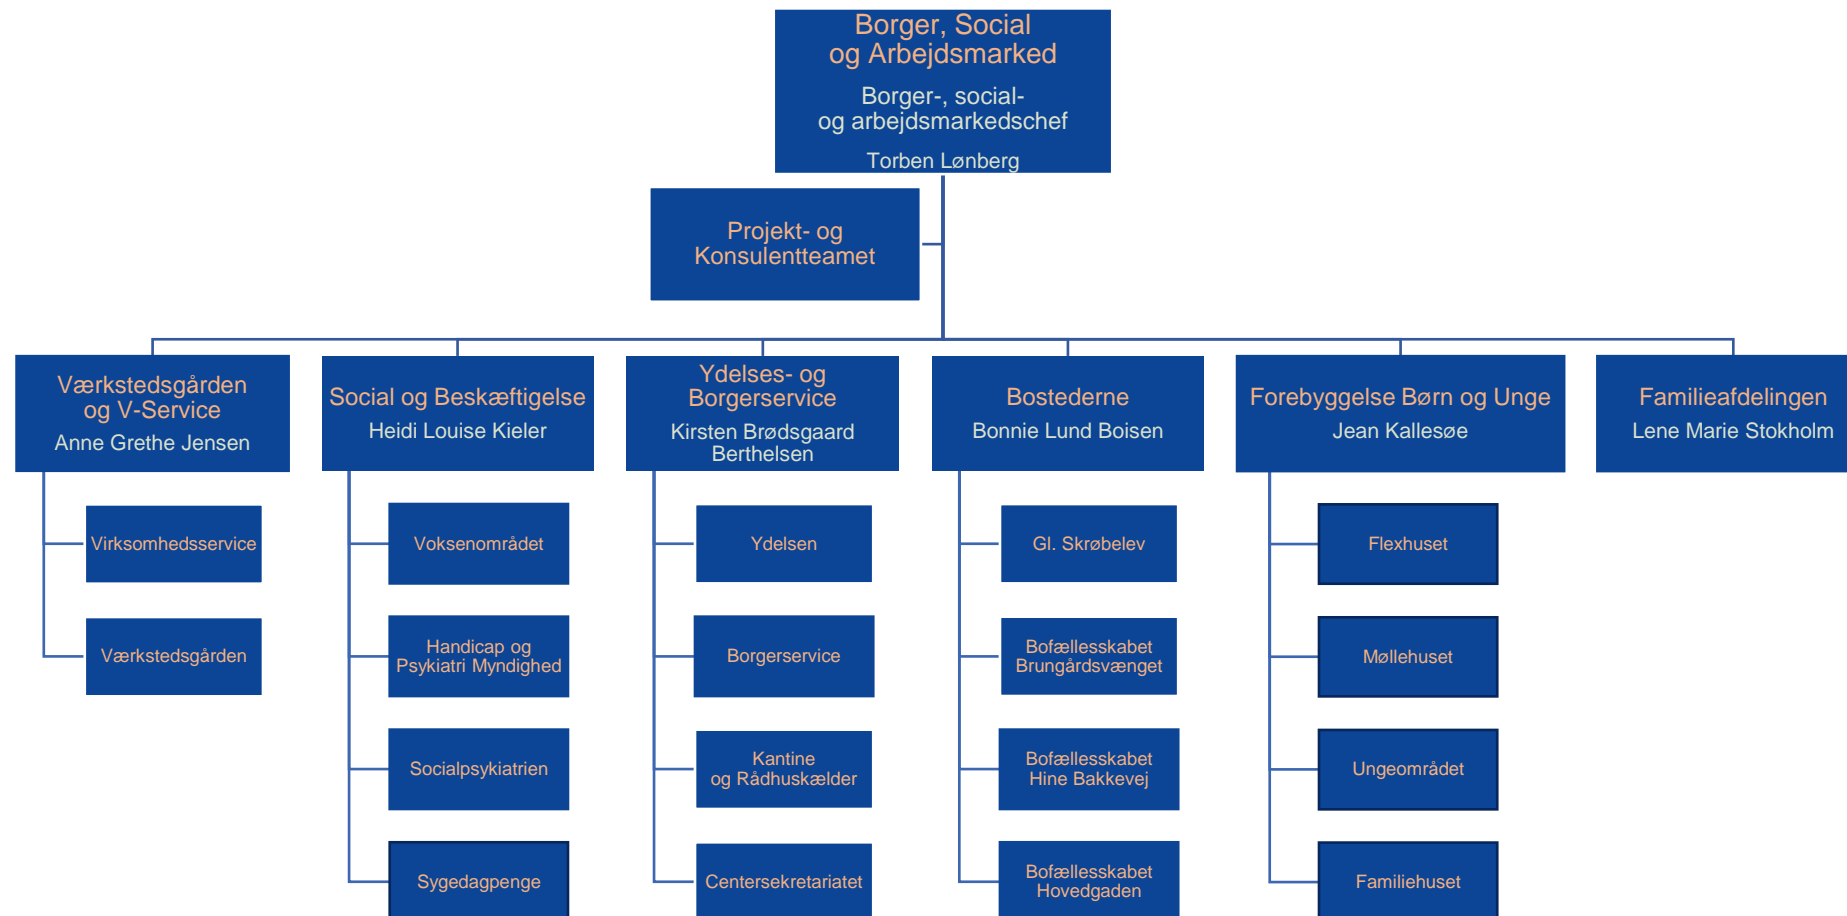 Borger, Social
og Arbejdsmarked
Borger-, social-
og arbejdsmarkedschef
Torben Lønberg
Projekt- og
Konsulentteamet
Værkstedsgården
og V-Service
Anne Grethe Jensen
Virksomhedsservice
Værkstedsgården
Social og Beskæftigelse
Heidi Louise Kieler
Voksenområdet
Handicap og
Psykiatri Myndighed
Socialpsykiatrien
Sygedagpenge
Ydelses- og
Borgerservice
Kirsten Brødsgaard
Berthelsen
Ydelsen
Borgerservice
Kantine
og Rådhuskælder
Centersekretariatet
Bostederne
Bonnie Lund Boisen
Gl. Skrøbelev
Bofællesskabet
Brungårdsvænget
Bofællesskabet
Hine Bakkevej
Bofællesskabet
Hovedgaden
Forebyggelse Børn og Unge
Jean Kallesøe
Flexhuset
Møllehuset
Ungeområdet
Familiehuset
Familieafdelingen
Lene Marie Stokholm